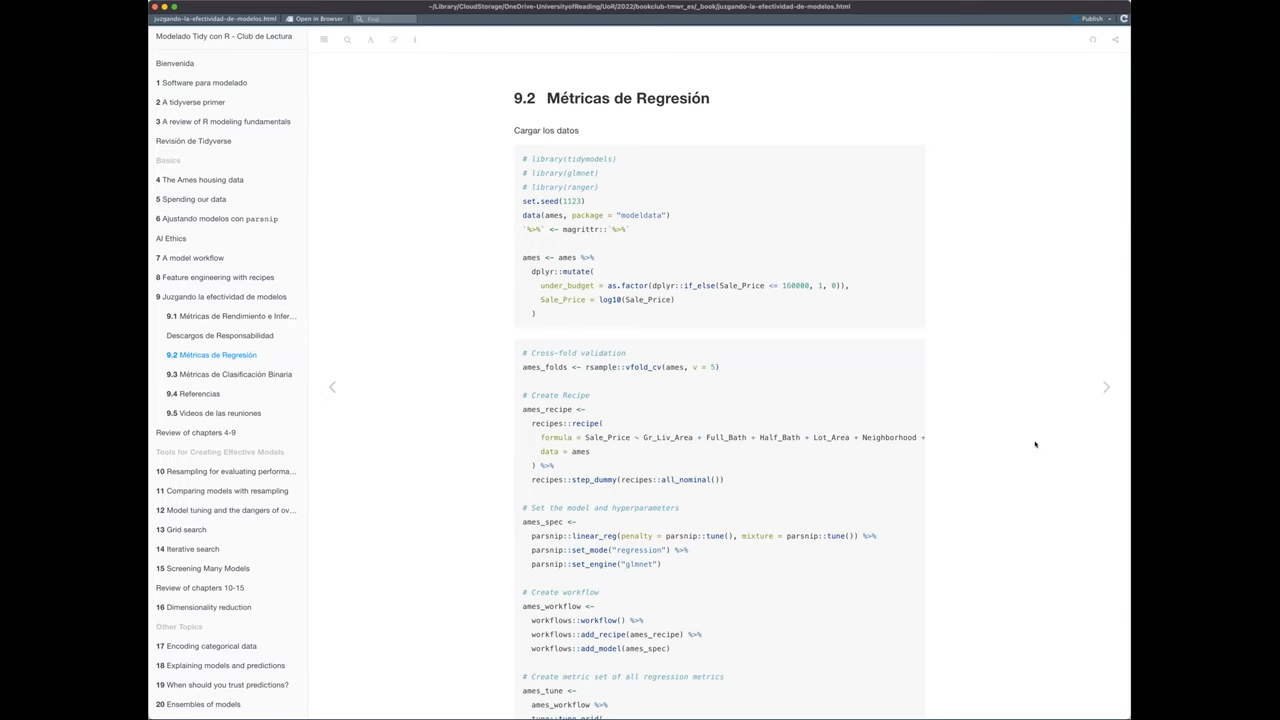 ~/Library/CloudStorage/OneDrive-UniversityofReading/UoR/2022/bookclub-tmwr_es/_book/juzgando-la-efectividad-de-modelos.html
juzgando-la-efectividad-de-modelos.html
Open in Browser
Find
Publish
Modelado Tidy con R - Club de Lectura
Bienvenida
1 Software para modelado
2 A tidyverse primer
3 A review of R modeling fundamentals
Revisión de Tidyverse
Basics
4 The Ames housing data
5 Spending our data
6 Ajustando modelos con parsnip
AI Ethics
7 A model workflow
8 Feature engineering with recipes
9 Juzgando la efectividad de modelos
9.1 Métricas de Rendimiento e Infer…
Descargos de Responsabilidad
9.2 Métricas de Regresión
9.3 Métricas de Clasificación Binaria
9.4 Referencias
9.5 Videos de las reuniones
Review of chapters 4-9
Tools for Creating Effective Models
10 Resampling for evaluating performa…
11 Comparing models with resampling
12 Model tuning and the dangers of ov…
13 Grid search
14 Iterative search
15 Screening Many Models
Review of chapters 10-15
16 Dimensionality reduction
Other Topics
17 Encoding categorical data
18 Explaining models and predictions
19 When should you trust predictions?
20 Ensembles of models
9.2 Métricas de Regresión
Cargar los datos
# library(tidymodels)
# library(glmnet)
# library(ranger)
set.seed(1123)
data(ames, package = "modeldata")
`%>%` <- magrittr::`%>%`
ames <- ames %>%
dplyr::mutate(
under_budget = as.factor(dplyr::if_else(Sale_Price <= 160000, 1, 0)),
Sale_Price = log10(Sale_Price)
)
# Cross-fold validation
ames_folds <- rsample::vfold_cv(ames, v = 5)
# Create Recipe
ames_recipe <-
recipes::recipe(
formula = Sale_Price ~ Gr_Liv_Area + Full_Bath + Half_Bath + Lot_Area + Neighborhood +
data = ames
) %>%
recipes::step_dummy(recipes::all_nominal())
# Set the model and hyperparameters
ames_spec <-
parsnip::linear_reg(penalty = parsnip::tune(), mixture = parsnip::tune()) %>%
parsnip::set_mode("regression") %>%
parsnip::set_engine("glmnet")
# Create workflow
ames_workflow <-
workflows::workflow() %>%
workflows::add_recipe(ames_recipe) %>%
workflows::add_model(ames_spec)
# Create metric set of all regression metrics
ames_tune <-
ames_workflow %>%
tune::tune_grid(